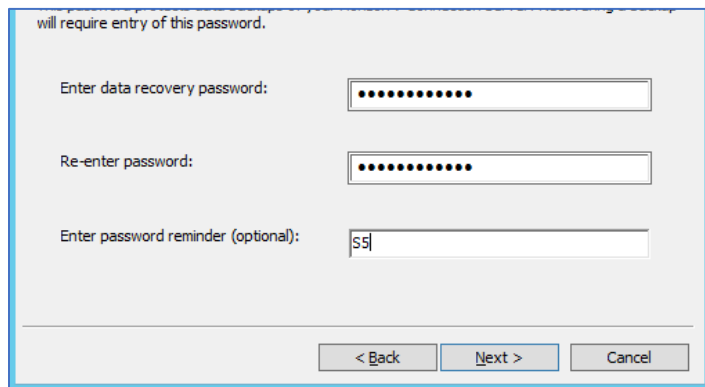 will require entry of this password.
Enter data recovery password:
••••••••••••
Re-enter password:
••••••••••••
Enter password reminder (optional):
S5
< Back
Next >
Cancel